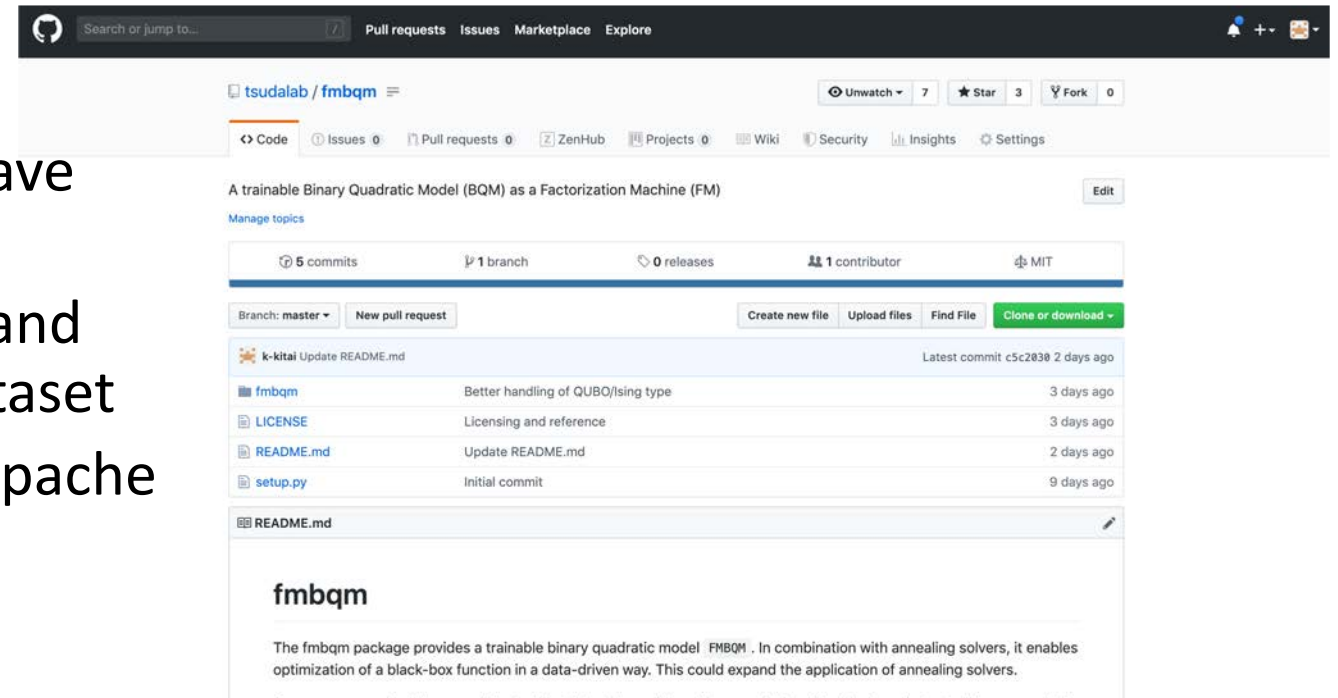 Search or jump to... /
Pull requests Issues Marketplace Explore
tsudalab / fmbqm
Unwatch 7 Star 3 Fork 0
Code Issues 0 Pull requests 0 ZenHub Projects 0 Wiki Security Insights Settings
ave
and
taset
pache
A trainable Binary Quadratic Model (BQM) as a Factorization Machine (FM)
Edit
Manage topics
5 commits 1 branch 0 releases 1 contributor MIT
Branch: master New pull request Create new file Upload files Find File Clone or download
k-kitai Update README.md Latest commit c5c2030 2 days ago
fmbqm Better handling of QUBO/Ising type 3 days ago
LICENSE Licensing and reference 3 days ago
README.md Update README.md 2 days ago
setup.py Initial commit 9 days ago
README.md
fmbqm
The fmbqm package provides a trainable binary quadratic model FMBQM . In combination with annealing solvers, it enables
optimization of a black-box function in a data-driven way. This could expand the application of annealing solvers.